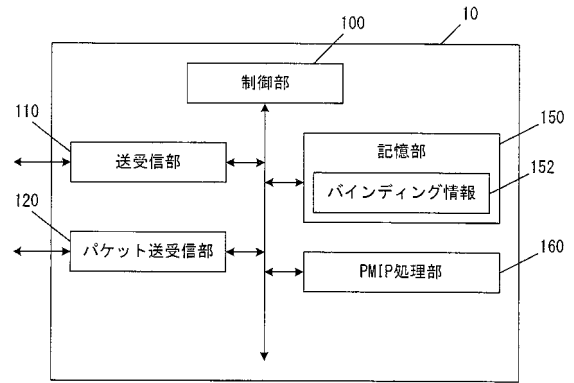 100
10
制御部
110
送受信部
150
記憶部
152
バインディング情報
120
パケット送受信部
160
PMIP処理部